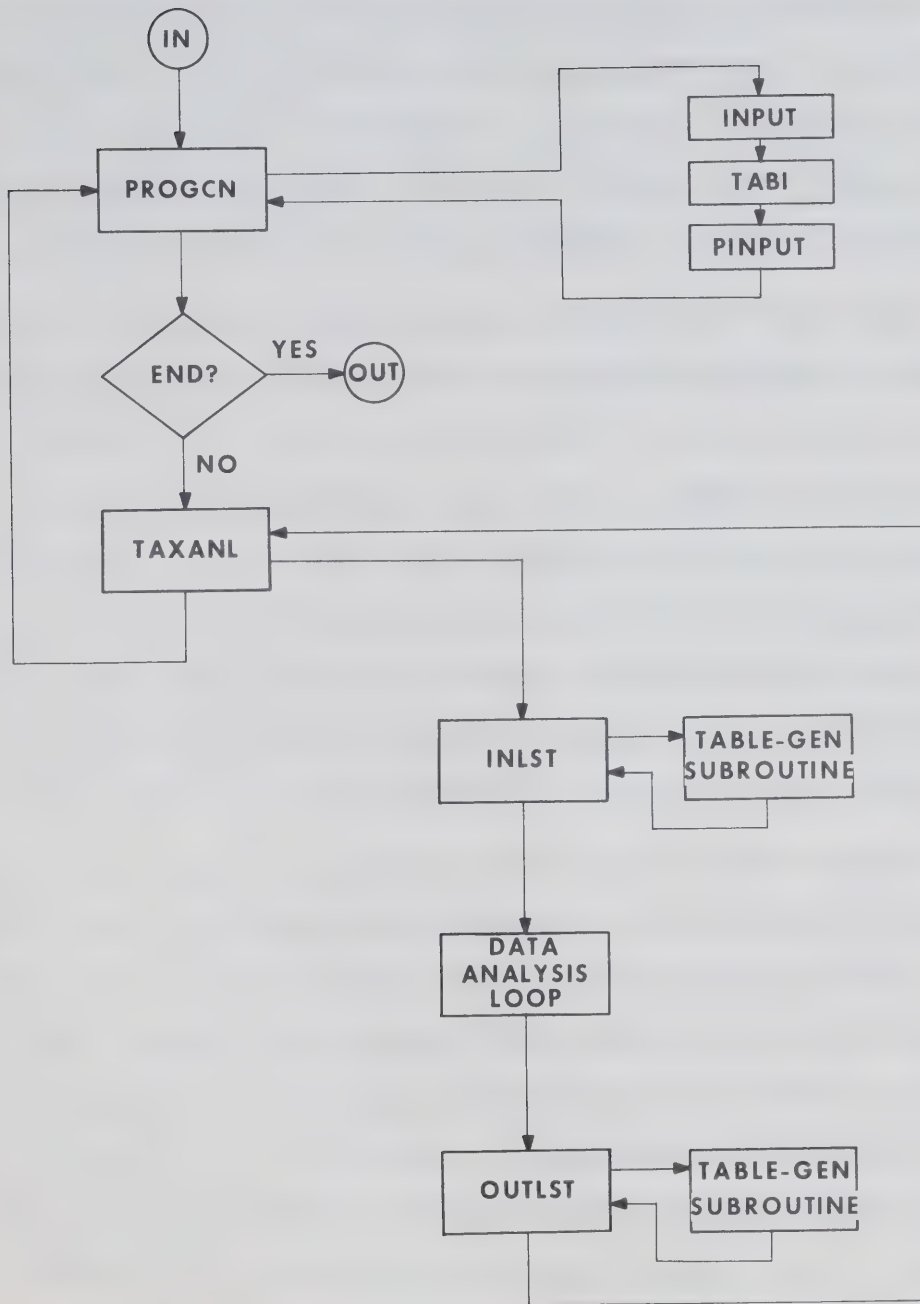 IN
PROGCN
INPUT
TABI
PINPUT
END?
YES
OUT
NO
TAXANL
INLST
TABLE-GEN
SUBROUTINE
DATA
ANALYSIS
LOOP
OUTLST
TABLE-GEN
SUBROUTINE